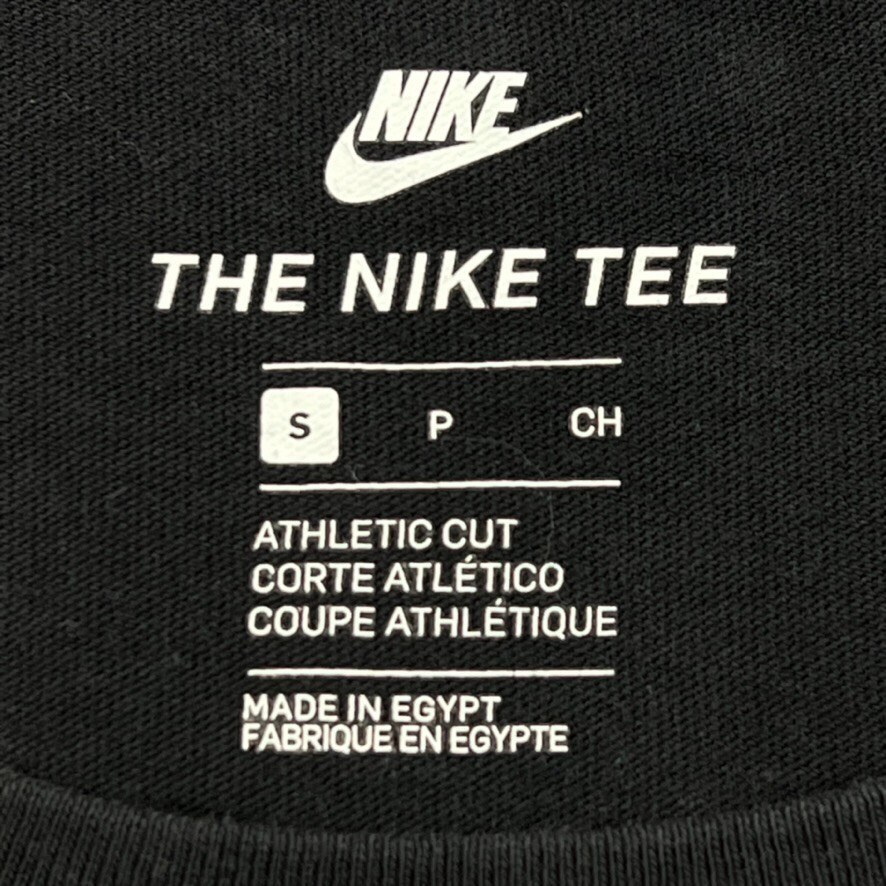 NIKE
THE NIKE TEE
S P CH
ATHLETIC CUT
CORTE ATLÉTICO
COUPE ATHLÉTIQUE
MADE IN EGYPT
FABRIQUE EN EGYPTE